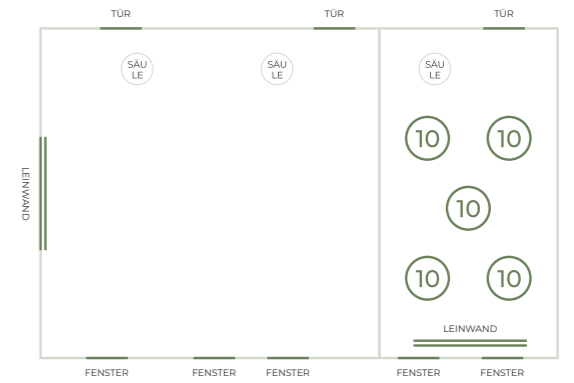 TÜR
TÜR
TÜR
SÄU
LE
SÄU
LE
SÄU
LE
10
10
LEINWAND
10
10
10
LEINWAND
FENSTER
FENSTER
FENSTER
FENSTER
FENSTER